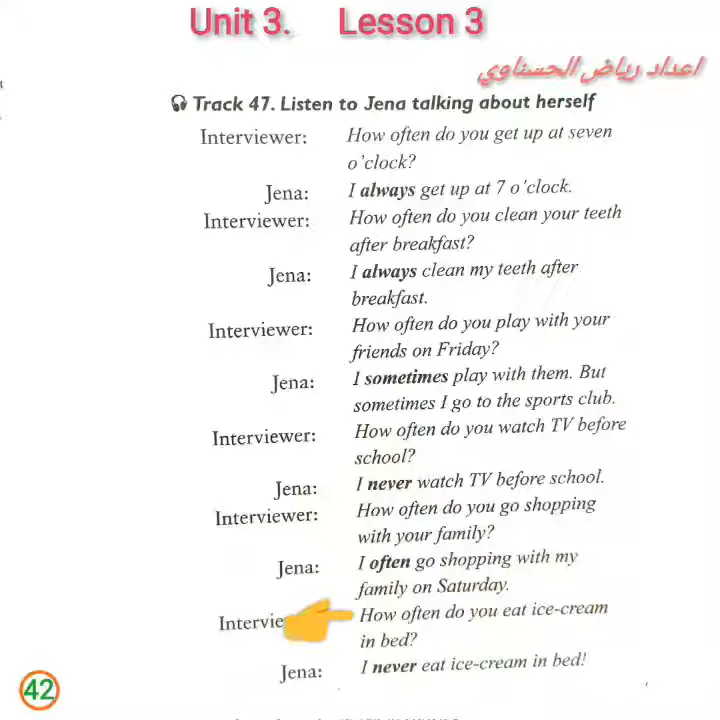 Unit 3. Lesson 3
اعداد رياض الحسناوي
Track 47. Listen to Jena talking about herself
Interviewer: How often do you get up at seven
o'clock?
Jena: I always get up at 7 o'clock.
Interviewer: How often do you clean your teeth
after breakfast?
Jena: I always clean my teeth after
breakfast.
Interviewer: How often do you play with your
friends on Friday?
Jena: I sometimes play with them. But
sometimes I go to the sports club.
Interviewer: How often do you watch TV before
school?
Jena: I never watch TV before school.
Interviewer: How often do you go shopping
with your family?
Jena: I often go shopping with my
family on Saturday.
Intervie How often do you eat ice-cream
in bed?
Jena: I never eat ice-cream in bed!
42